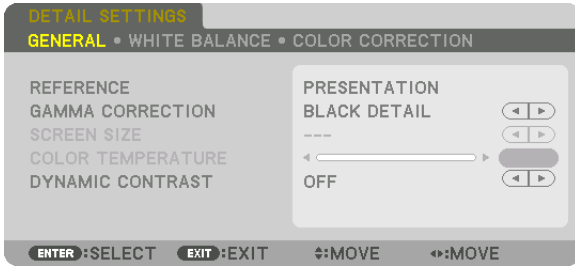 DETAIL SETTINGS
GENERAL • WHITE BALANCE • COLOR CORRECTION
REFERENCE PRESENTATION
GAMMA CORRECTION BLACK DETAIL
SCREEN SIZE ---
COLOR TEMPERATURE
DYNAMIC CONTRAST OFF
ENTER :SELECT EXIT :EXIT :MOVE :MOVE